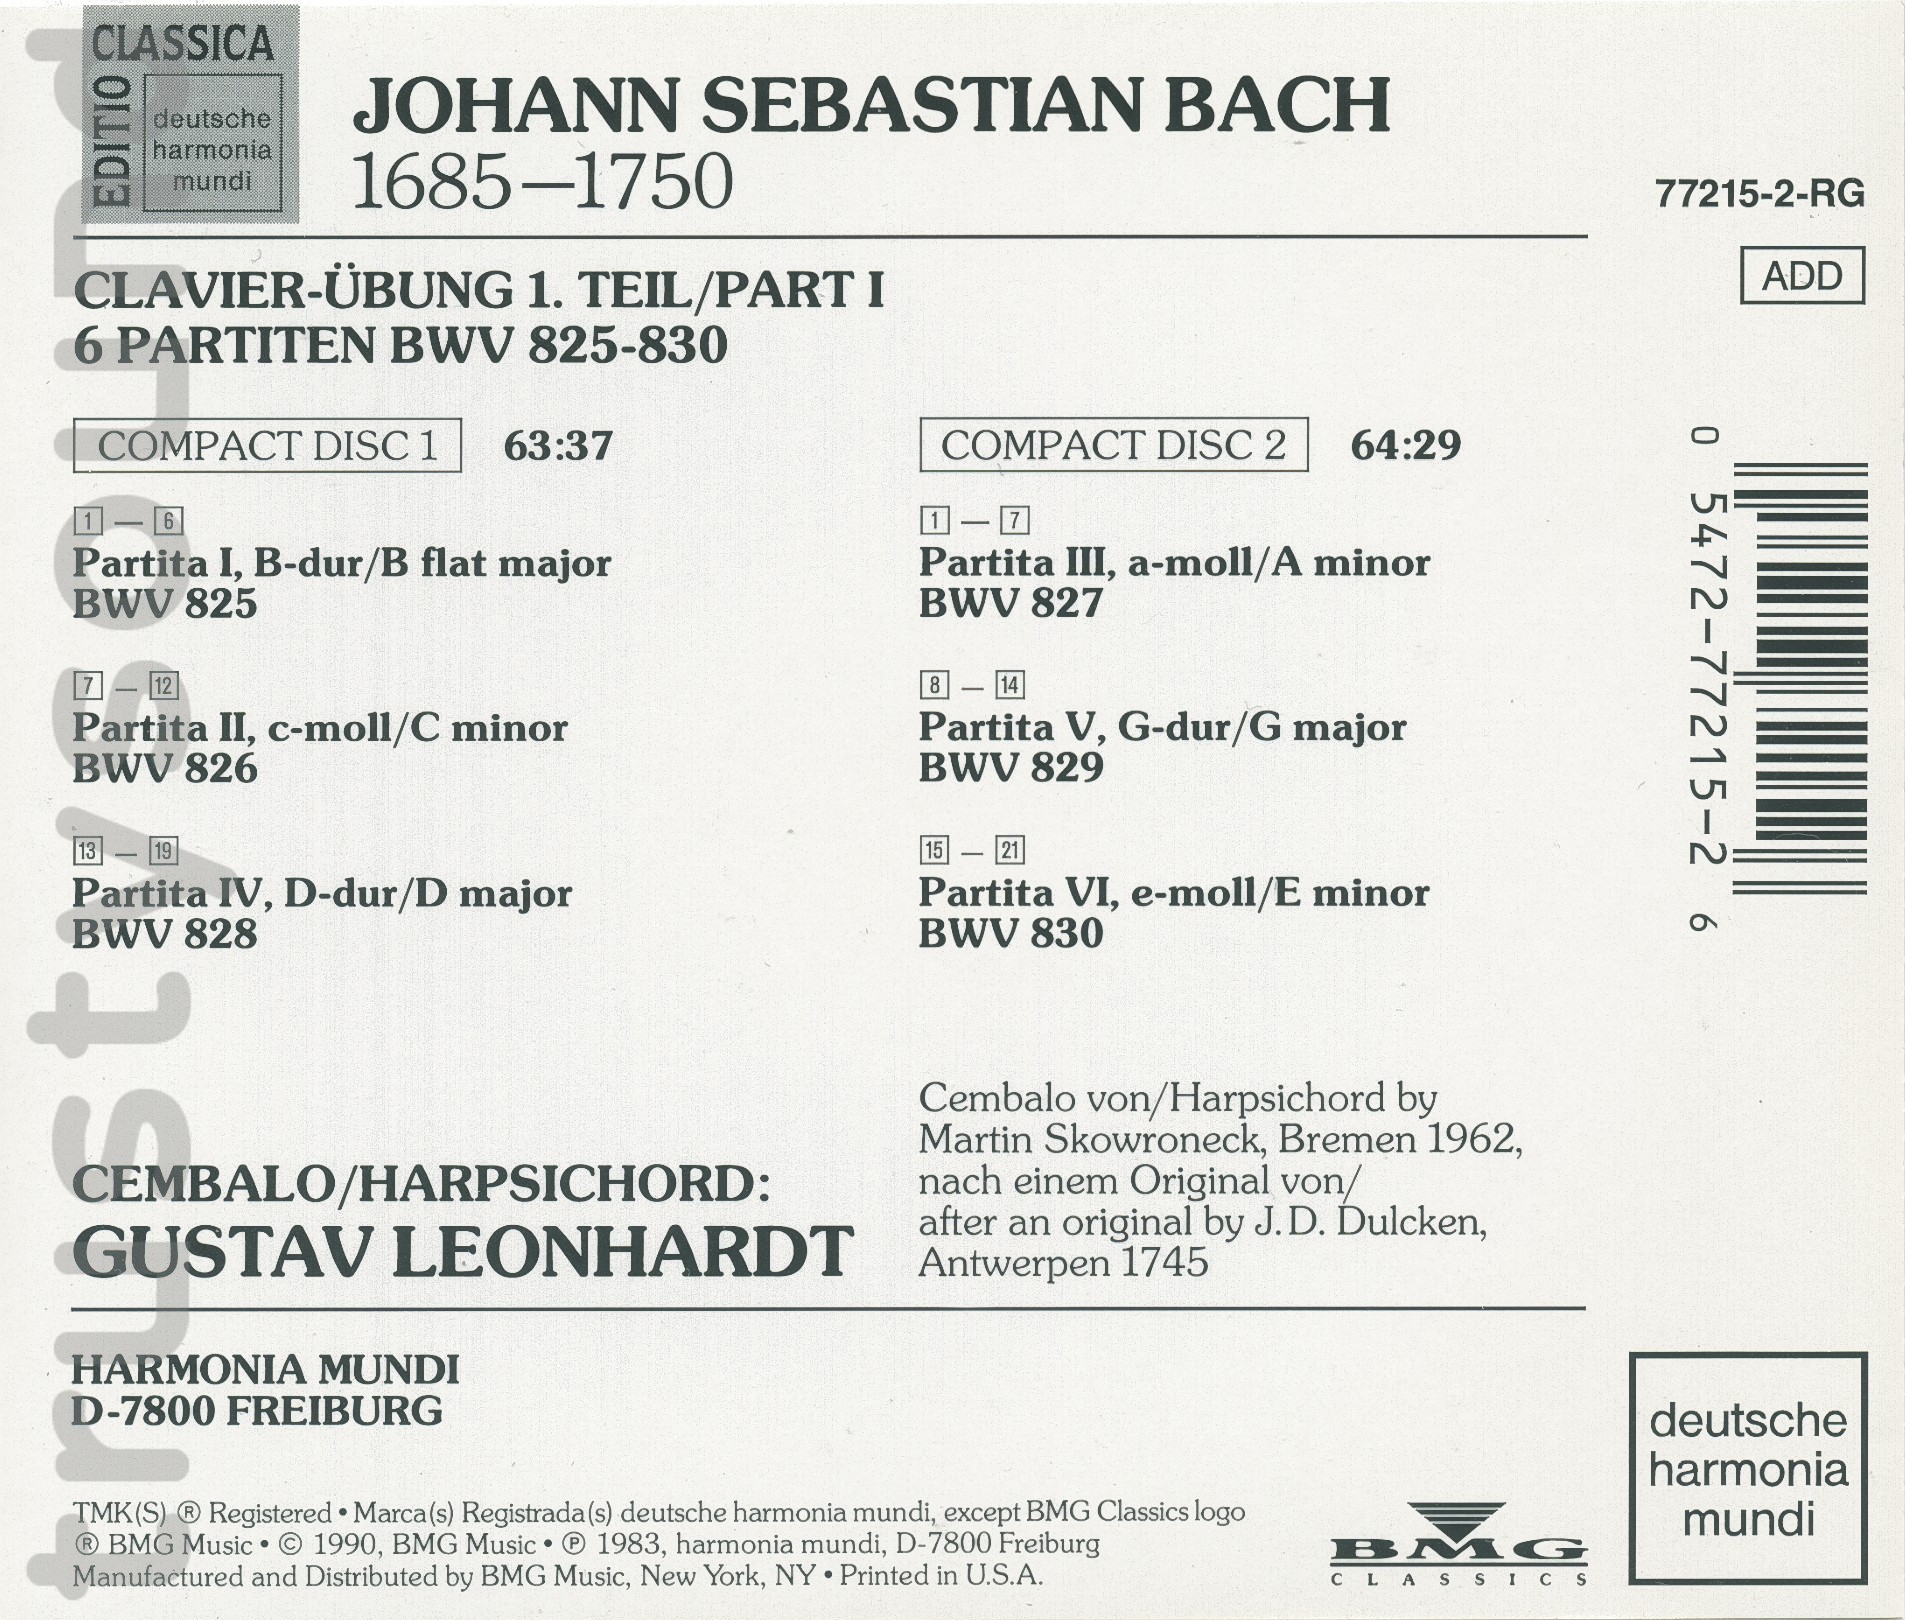 CLASSICA
EDITIO
deutsche
harmonia
mundi
JOHANN SEBASTIAN BACH
1685–1750
77215-2-RG
ADD
CLAVIER-ÜBUNG 1. TEIL/PART I
6 PARTITEN BWV 825-830
COMPACT DISC 1 63:37
1 — 6
Partita I, B-dur/B flat major
BWV 825
7 — 12
Partita II, c-moll/C minor
BWV 826
13 — 19
Partita IV, D-dur/D major
BWV 828
COMPACT DISC 2 64:29
1 — 7
Partita III, a-moll/A minor
BWV 827
8 — 14
Partita V, G-dur/G major
BWV 829
15 — 21
Partita VI, e-moll/E minor
BWV 830
0 5472-77215-2 6
CEMBALO/HARPSICHORD:
GUSTAV LEONHARDT
Cembalo von/Harpsichord by
Martin Skowroneck, Bremen 1962,
nach einem Original von/
after an original by J. D. Dulcken,
Antwerpen 1745
HARMONIA MUNDI
D-7800 FREIBURG
TMK(S) ® Registered • Marca(s) Registrada(s) deutsche harmonia mundi, except BMG Classics logo
® BMG Music • © 1990, BMG Music • ℗ 1983, harmonia mundi, D-7800 Freiburg
Manufactured and Distributed by BMG Music, New York, NY • Printed in U.S.A.
BMG
CLASSICS
deutsche
harmonia
mundi
trustysound